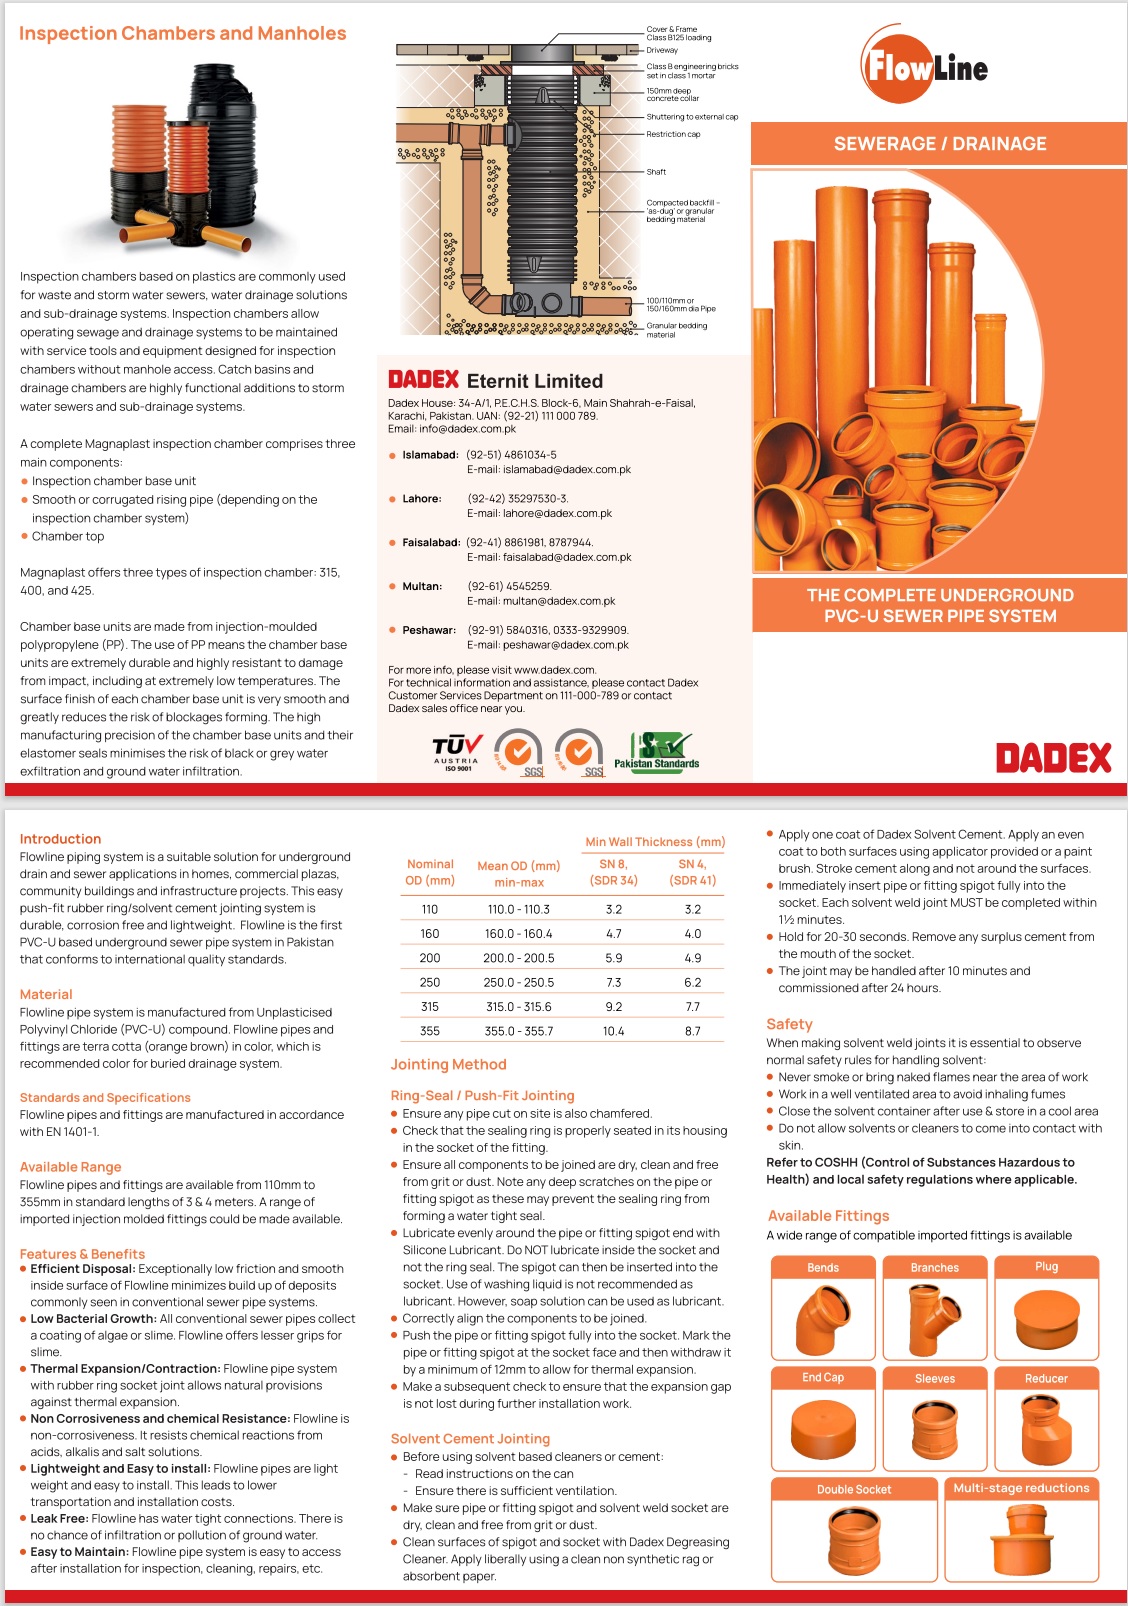 Inspection Chambers and Manholes
Inspection chambers based on plastics are commonly used
for waste and storm water sewers, water drainage solutions
and sub-drainage systems. Inspection chambers allow
operating sewage and drainage systems to be maintained
with service tools and equipment designed for inspection
chambers without manhole access. Catch basins and
drainage chambers are highly functional additions to storm
water sewers and sub-drainage systems.
A complete Magnaplast inspection chamber comprises three
main components:
● Inspection chamber base unit
● Smooth or corrugated rising pipe (depending on the
inspection chamber system)
● Chamber top
Magnaplast offers three types of inspection chamber: 315,
400, and 425.
Chamber base units are made from injection-moulded
polypropylene (PP). The use of PP means the chamber base
units are extremely durable and highly resistant to damage
from impact, including at extremely low temperatures. The
surface finish of each chamber base unit is very smooth and
greatly reduces the risk of blockages forming. The high
manufacturing precision of the chamber base units and their
elastomer seals minimises the risk of black or grey water
exfiltration and ground water infiltration.
Cover & Frame
Class B125 loading
Driveway
Class B engineering bricks
set in class 1 mortar
150mm deep
concrete collar
Shuttering to external cap
Restriction cap
Shaft
Compacted backfill –
'as-dug' or granular
bedding material
100/110mm or
150/160mm dia Pipe
Granular bedding
material
DADEX Eternit Limited
Dadex House: 34-A/1, P.E.C.H.S. Block-6, Main Shahrah-e-Faisal,
Karachi, Pakistan. UAN: (92-21) 111 000 789.
Email: info@dadex.com.pk
● Islamabad: (92-51) 4861034-5
E-mail: islamabad@dadex.com.pk
● Lahore: (92-42) 35297530-3.
E-mail: lahore@dadex.com.pk
● Faisalabad: (92-41) 8861981, 8787944.
E-mail: faisalabad@dadex.com.pk
● Multan: (92-61) 4545259.
E-mail: multan@dadex.com.pk
● Peshawar: (92-91) 5840316, 0333-9329909.
E-mail: peshawar@dadex.com.pk
For more info, please visit www.dadex.com.
For technical information and assistance, please contact Dadex
Customer Services Department on 111-000-789 or contact
Dadex sales office near you.
TÜV
AUSTRIA
ISO 9001
SGS
SGS
PS
Pakistan Standards
FlowLine
SEWERAGE / DRAINAGE
THE COMPLETE UNDERGROUND
PVC-U SEWER PIPE SYSTEM
DADEX
Introduction
Flowline piping system is a suitable solution for underground
drain and sewer applications in homes, commercial plazas,
community buildings and infrastructure projects. This easy
push-fit rubber ring/solvent cement jointing system is
durable, corrosion free and lightweight. Flowline is the first
PVC-U based underground sewer pipe system in Pakistan
that conforms to international quality standards.
Material
Flowline pipe system is manufactured from Unplasticised
Polyvinyl Chloride (PVC-U) compound. Flowline pipes and
fittings are terra cotta (orange brown) in color, which is
recommended color for buried drainage system.
Standards and Specifications
Flowline pipes and fittings are manufactured in accordance
with EN 1401-1.
Available Range
Flowline pipes and fittings are available from 110mm to
355mm in standard lengths of 3 & 4 meters. A range of
imported injection molded fittings could be made available.
Features & Benefits
● Efficient Disposal: Exceptionally low friction and smooth
inside surface of Flowline minimizes build up of deposits
commonly seen in conventional sewer pipe systems.
● Low Bacterial Growth: All conventional sewer pipes collect
a coating of algae or slime. Flowline offers lesser grips for
slime.
● Thermal Expansion/Contraction: Flowline pipe system
with rubber ring socket joint allows natural provisions
against thermal expansion.
● Non Corrosiveness and chemical Resistance: Flowline is
non-corrosiveness. It resists chemical reactions from
acids, alkalis and salt solutions.
● Lightweight and Easy to install: Flowline pipes are light
weight and easy to install. This leads to lower
transportation and installation costs.
● Leak Free: Flowline has water tight connections. There is
no chance of infiltration or pollution of ground water.
● Easy to Maintain: Flowline pipe system is easy to access
after installation for inspection, cleaning, repairs, etc.
Min Wall Thickness (mm)
Nominal OD (mm) Mean OD (mm) min-max SN 8, (SDR 34) SN 4, (SDR 41)
110 110.0 - 110.3 3.2 3.2
160 160.0 - 160.4 4.7 4.0
200 200.0 - 200.5 5.9 4.9
250 250.0 - 250.5 7.3 6.2
315 315.0 - 315.6 9.2 7.7
355 355.0 - 355.7 10.4 8.7
Jointing Method
Ring-Seal / Push-Fit Jointing
● Ensure any pipe cut on site is also chamfered.
● Check that the sealing ring is properly seated in its housing
in the socket of the fitting.
● Ensure all components to be joined are dry, clean and free
from grit or dust. Note any deep scratches on the pipe or
fitting spigot as these may prevent the sealing ring from
forming a water tight seal.
● Lubricate evenly around the pipe or fitting spigot end with
Silicone Lubricant. Do NOT lubricate inside the socket and
not the ring seal. The spigot can then be inserted into the
socket. Use of washing liquid is not recommended as
lubricant. However, soap solution can be used as lubricant.
● Correctly align the components to be joined.
● Push the pipe or fitting spigot fully into the socket. Mark the
pipe or fitting spigot at the socket face and then withdraw it
by a minimum of 12mm to allow for thermal expansion.
● Make a subsequent check to ensure that the expansion gap
is not lost during further installation work.
Solvent Cement Jointing
● Before using solvent based cleaners or cement:
- Read instructions on the can
- Ensure there is sufficient ventilation.
● Make sure pipe or fitting spigot and solvent weld socket are
dry, clean and free from grit or dust.
● Clean surfaces of spigot and socket with Dadex Degreasing
Cleaner. Apply liberally using a clean non synthetic rag or
absorbent paper.
● Apply one coat of Dadex Solvent Cement. Apply an even
coat to both surfaces using applicator provided or a paint
brush. Stroke cement along and not around the surfaces.
● Immediately insert pipe or fitting spigot fully into the
socket. Each solvent weld joint MUST be completed within
1½ minutes.
● Hold for 20-30 seconds. Remove any surplus cement from
the mouth of the socket.
● The joint may be handled after 10 minutes and
commissioned after 24 hours.
Safety
When making solvent weld joints it is essential to observe
normal safety rules for handling solvent:
● Never smoke or bring naked flames near the area of work
● Work in a well ventilated area to avoid inhaling fumes
● Close the solvent container after use & store in a cool area
● Do not allow solvents or cleaners to come into contact with
skin.
Refer to COSHH (Control of Substances Hazardous to
Health) and local safety regulations where applicable.
Available Fittings
A wide range of compatible imported fittings is available
Bends
Branches
Plug
End Cap
Sleeves
Reducer
Double Socket
Multi-stage reductions